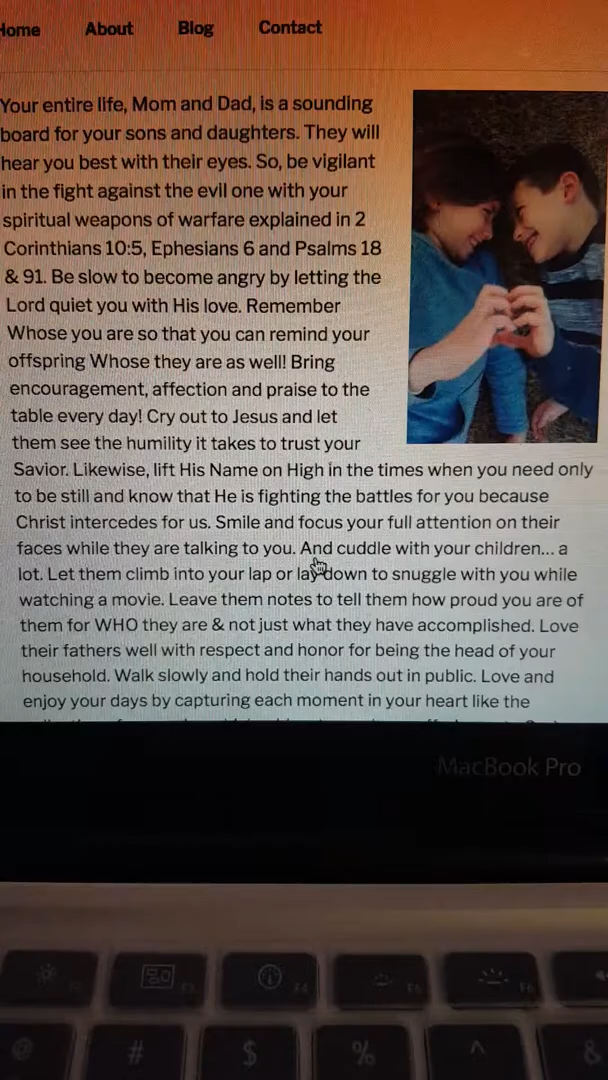 Home About Blog Contact
Your entire life, Mom and Dad, is a sounding
board for your sons and daughters. They will
hear you best with their eyes. So, be vigilant
in the fight against the evil one with your
spiritual weapons of warfare explained in 2
Corinthians 10:5, Ephesians 6 and Psalms 18
& 91. Be slow to become angry by letting the
Lord quiet you with His love. Remember
Whose you are so that you can remind your
offspring Whose they are as well! Bring
encouragement, affection and praise to the
table every day! Cry out to Jesus and let
them see the humility it takes to trust your
Savior. Likewise, lift His Name on High in the times when you need only
to be still and know that He is fighting the battles for you because
Christ intercedes for us. Smile and focus your full attention on their
faces while they are talking to you. And cuddle with your children... a
lot. Let them climb into your lap or lay down to snuggle with you while
watching a movie. Leave them notes to tell them how proud you are of
them for WHO they are & not just what they have accomplished. Love
their fathers well with respect and honor for being the head of your
household. Walk slowly and hold their hands out in public. Love and
enjoy your days by capturing each moment in your heart like the
MacBook Pro
F3 F4 F5 F6
@ # $ % ^ &